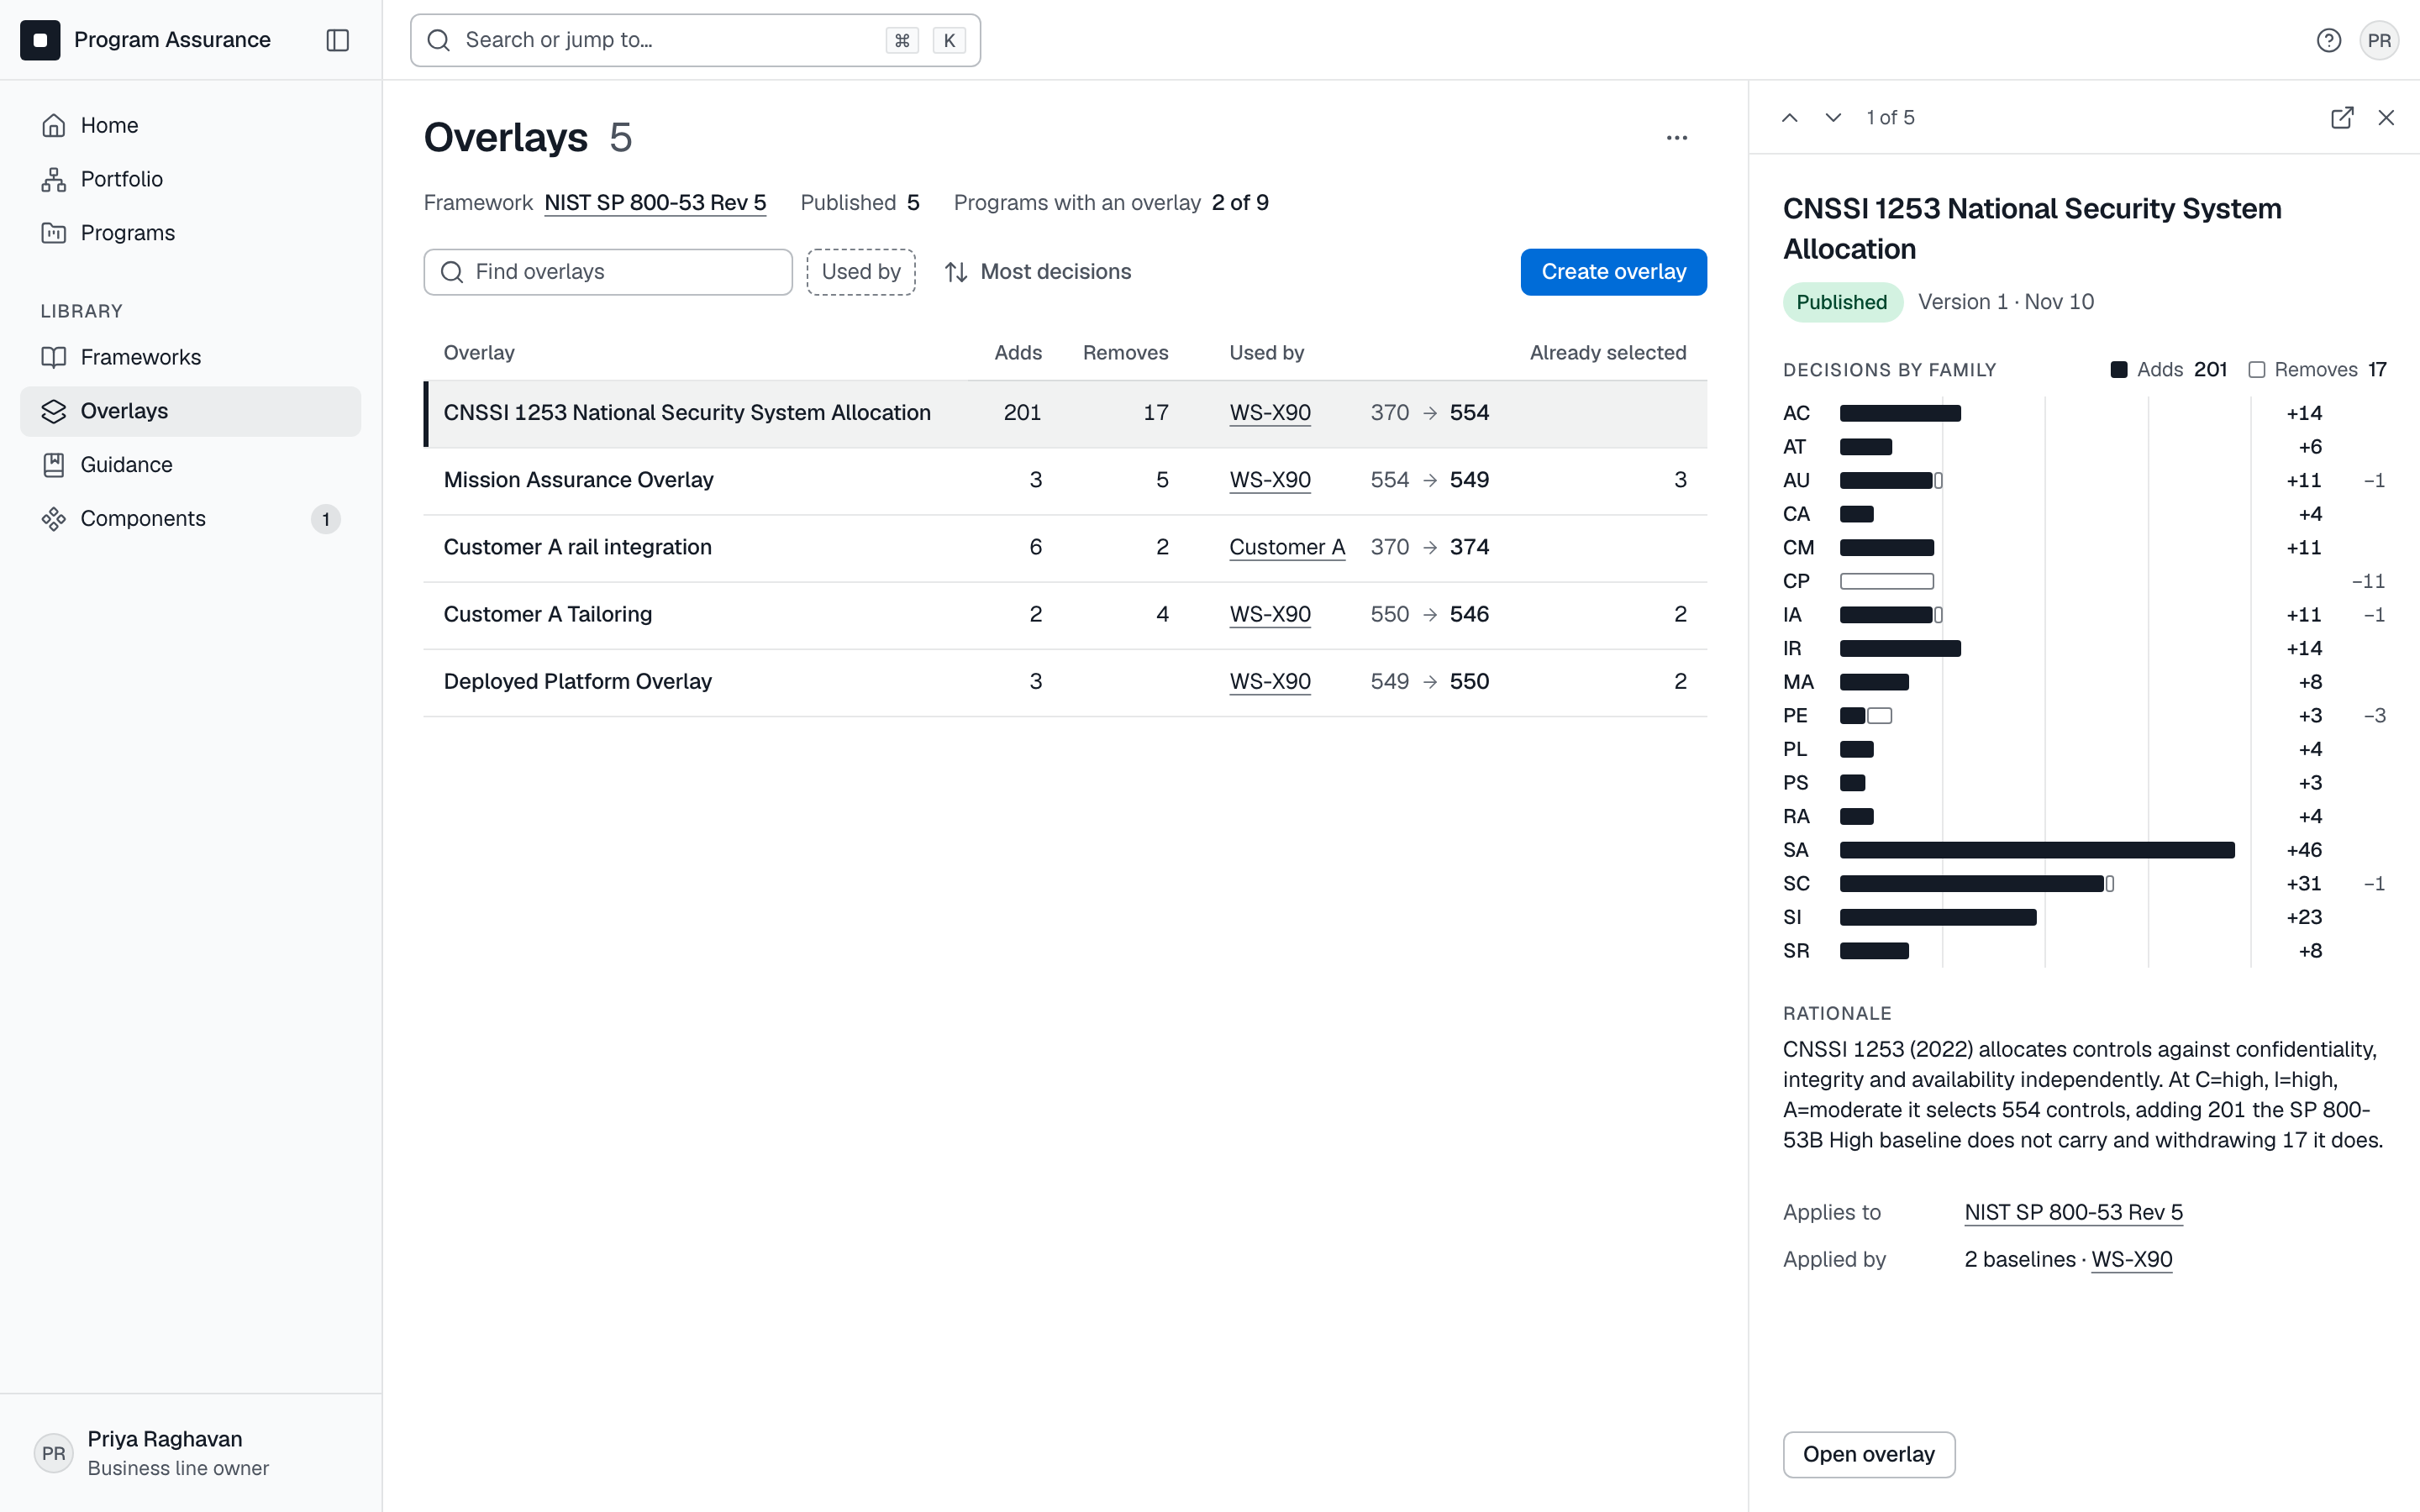 Program Assurance
Search or jump to...
⌘ K
PR
Home
Portfolio
Programs
LIBRARY
Frameworks
Overlays
Guidance
Components 1
PR
Priya Raghavan
Business line owner
Overlays 5
Framework NIST SP 800-53 Rev 5 Published 5 Programs with an overlay 2 of 9
Find overlays Used by Most decisions Create overlay
Overlay Adds Removes Used by Already selected
CNSSI 1253 National Security System Allocation 201 17 WS-X90 370 → 554
Mission Assurance Overlay 3 5 WS-X90 554 → 549 3
Customer A rail integration 6 2 Customer A 370 → 374
Customer A Tailoring 2 4 WS-X90 550 → 546 2
Deployed Platform Overlay 3 WS-X90 549 → 550 2
1 of 5
CNSSI 1253 National Security System
Allocation
Published Version 1 · Nov 10
DECISIONS BY FAMILY Adds 201 Removes 17
AC +14
AT +6
AU +11 −1
CA +4
CM +11
CP −11
IA +11 −1
IR +14
MA +8
PE +3 −3
PL +4
PS +3
RA +4
SA +46
SC +31 −1
SI +23
SR +8
RATIONALE
CNSSI 1253 (2022) allocates controls against confidentiality,
integrity and availability independently. At C=high, I=high,
A=moderate it selects 554 controls, adding 201 the SP 800-
53B High baseline does not carry and withdrawing 17 it does.
Applies to NIST SP 800-53 Rev 5
Applied by 2 baselines · WS-X90
Open overlay